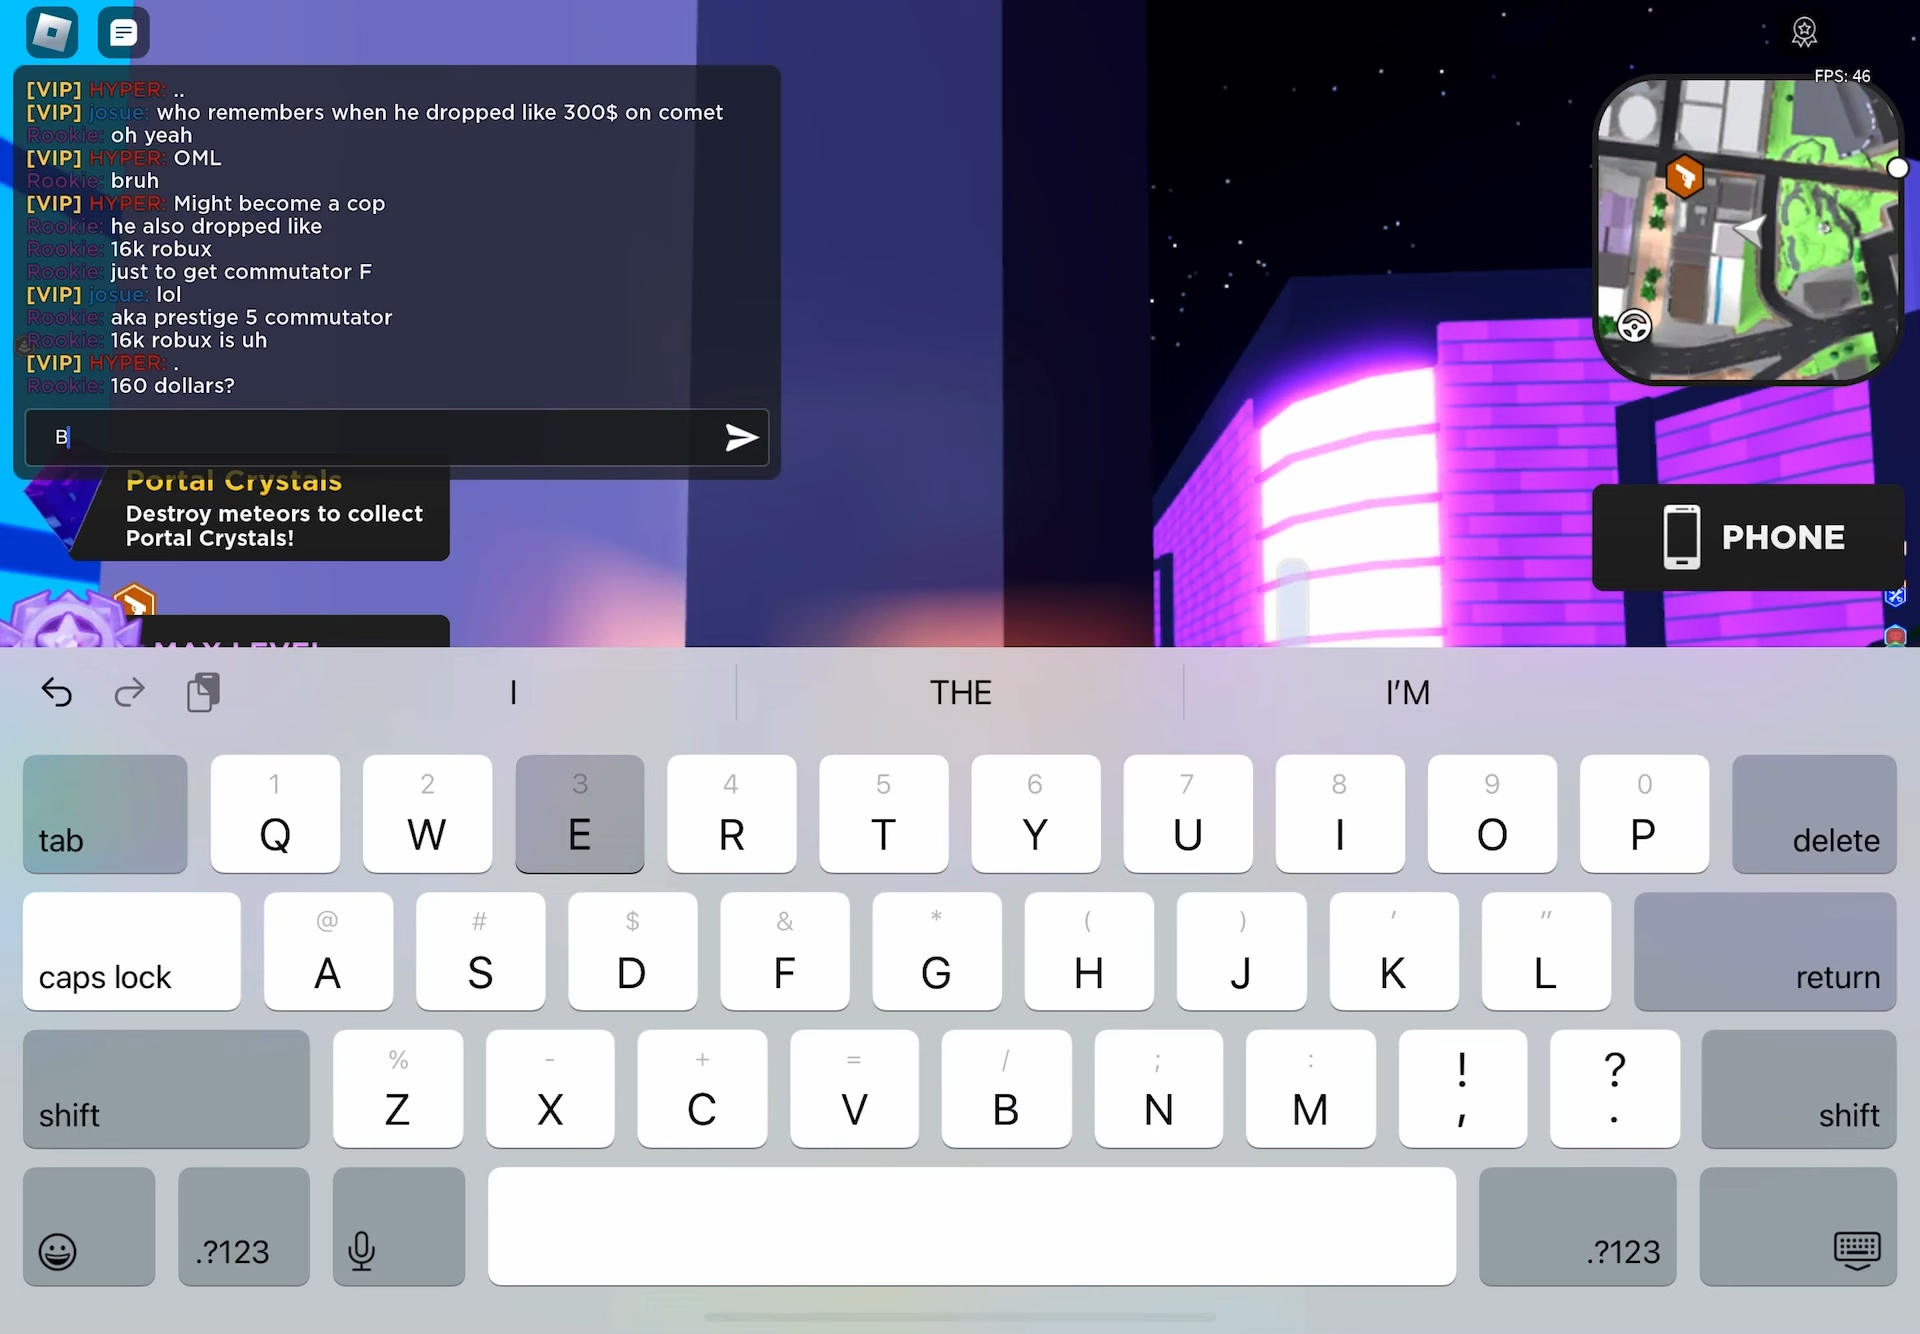 FPS: 46
[VIP] HYPER: ..
[VIP] josue: who remembers when he dropped like 300$ on comet
Rookie: oh yeah
[VIP] HYPER: OML
Rookie: bruh
[VIP] HYPER: Might become a cop
Rookie: he also dropped like
Rookie: 16k robux
Rookie: just to get commutator F
[VIP] josue: lol
Rookie: aka prestige 5 commutator
Rookie: 16k robux is uh
[VIP] HYPER: .
Rookie: 160 dollars?
B
Portal Crystals
Destroy meteors to collect
Portal Crystals!
PHONE
MAX LEVEL
I THE I'M
1 2 3 4 5 6 7 8 9 0
tab Q W E R T Y U I O P delete
@ # $ & * ( ) ' "
caps lock A S D F G H J K L return
% - + = / ; : ! ?
shift Z X C V B N M , . shift
.?123 .?123